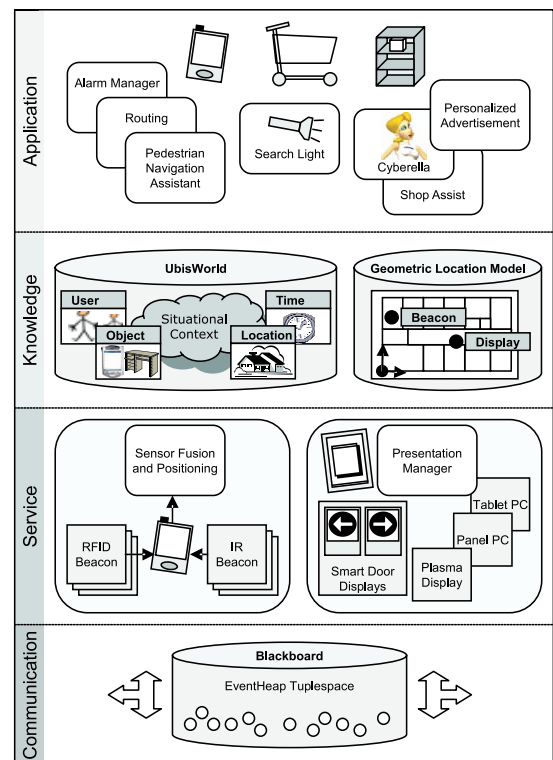 Application
Alarm Manager
Routing
Pedestrian
Navigation
Assistant
Search Light
Personalized
Advertisement
Cyberella
Shop Assist
Knowledge
UbisWorld
User
Time
Situational
Context
Object
Location
Geometric Location Model
Beacon
Display
Service
Sensor Fusion
and Positioning
RFID
Beacon
IR
Beacon
Presentation
Manager
Tablet PC
Panel PC
Plasma
Display
Smart Door
Displays
Communication
Blackboard
EventHeap Tuplespace